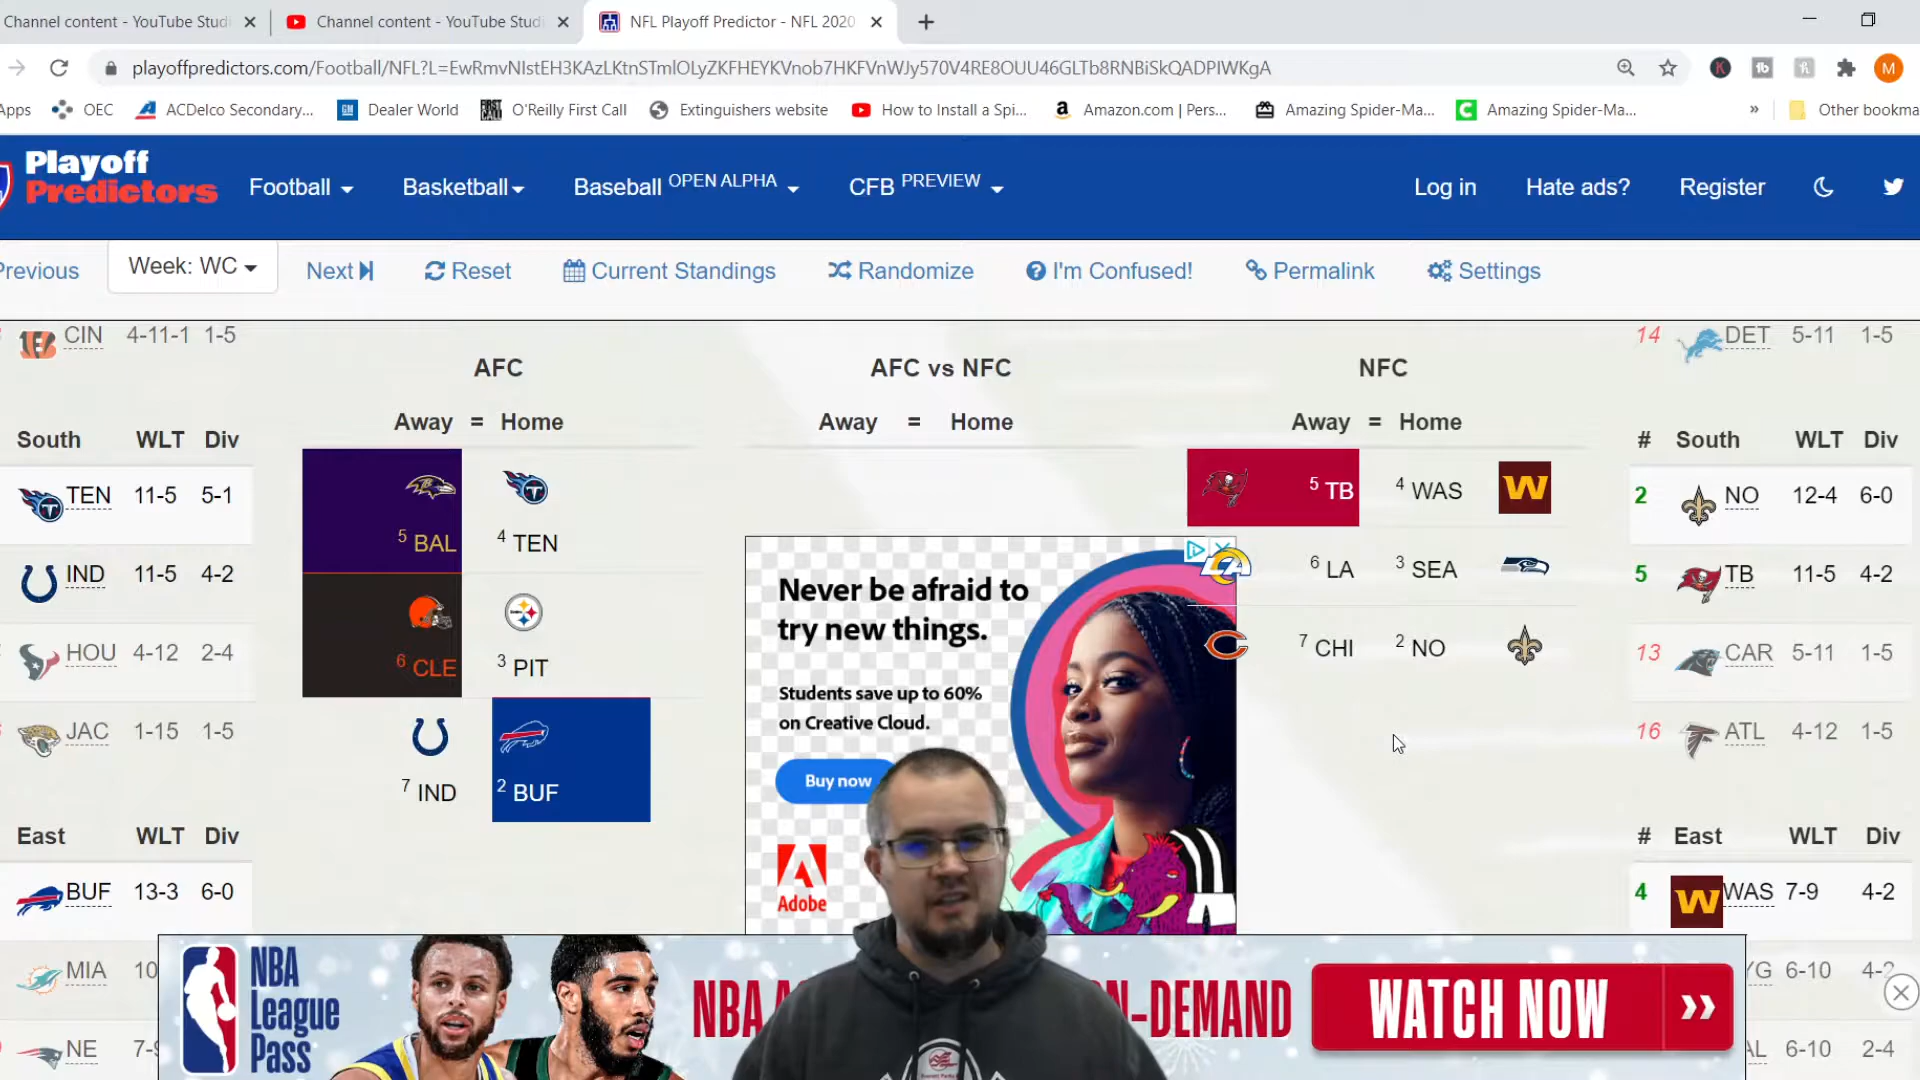 Channel content - YouTube Studi
Channel content - YouTube Studi
NFL Playoff Predictor - NFL 2020
playoffpredictors.com/Football/NFL?L=EwRmvNIstEH3KAzLKtnSTmlOLyZKFHEYKVnob7HKFVnWJy570V4RE8OUU46GLTb8RNBiSkQADPIWKgA
M
Apps
OEC
ACDelco Secondary...
Dealer World
O'Reilly First Call
Extinguishers website
How to Install a Spi...
Amazon.com | Pers...
Amazing Spider-Ma...
Amazing Spider-Ma...
Other bookma
Playoff
Predictors
Football
Basketball
Baseball OPEN ALPHA
CFB PREVIEW
Log in
Hate ads?
Register
Previous
Week: WC
Next
Reset
Current Standings
Randomize
I'm Confused!
Permalink
Settings
CIN 4-11-1 1-5
South WLT Div
TEN 11-5 5-1
IND 11-5 4-2
HOU 4-12 2-4
JAC 1-15 1-5
East WLT Div
BUF 13-3 6-0
MIA 10
NE 7-9
AFC
Away = Home
5 BAL 4 TEN
6 CLE 3 PIT
7 IND 2 BUF
AFC vs NFC
Away = Home
Never be afraid to
try new things.
Students save up to 60%
on Creative Cloud.
Buy now
Adobe
NFC
Away = Home
5 TB 4 WAS
6 LA 3 SEA
7 CHI 2 NO
14 DET 5-11 1-5
# South WLT Div
2 NO 12-4 6-0
5 TB 11-5 4-2
13 CAR 5-11 1-5
16 ATL 4-12 1-5
# East WLT Div
4 WAS 7-9 4-2
YG 6-10 4-2
AL 6-10 2-4
NBA
League
Pass
NBA
N-DEMAND
WATCH NOW